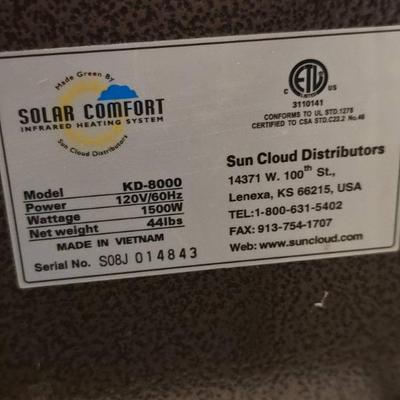 Made Green By
SOLAR COMFORT
INFRARED HEATING SYSTEM
Sun Cloud Distributors
Model KD-8000
Power 120V/60Hz
Wattage 1500W
Net weight 44lbs
MADE IN VIETNAM
Serial No. S08J 014843
C ETL US
3110141
CONFORMS TO UL STD.1278
CERTIFIED TO CSA STD.C22.2 No.46
Sun Cloud Distributors
14371 W. 100th St.,
Lenexa, KS 66215, USA
TEL:1-800-631-5402
FAX: 913-754-1707
Web: www.suncloud.com